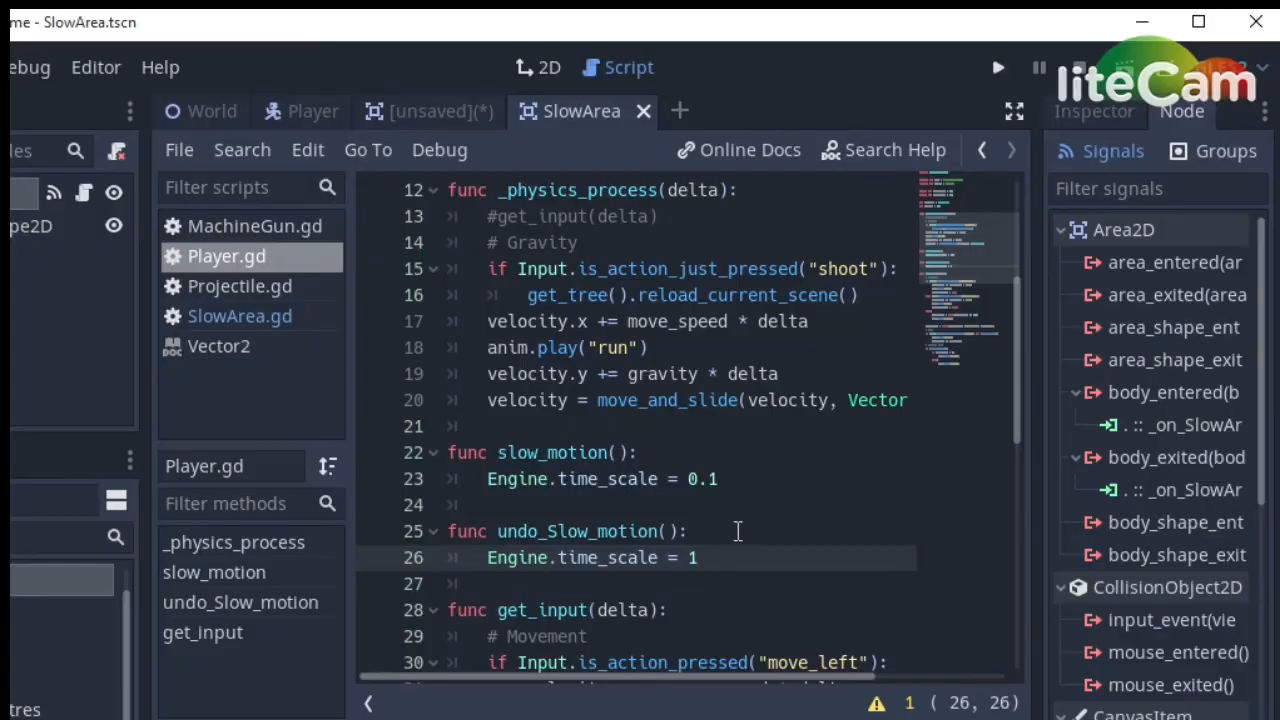 me - SlowArea.tscn
ebug Editor Help
2D Script
liteCam
World Player [unsaved](*) SlowArea
Inspector Node
les
File Search Edit Go To Debug Online Docs Search Help
Signals Groups
Filter scripts
Filter signals
pe2D
MachineGun.gd
Player.gd
Projectile.gd
SlowArea.gd
Vector2
Player.gd
Filter methods
_physics_process
slow_motion
undo_Slow_motion
get_input
tres
12 func _physics_process(delta):
13 #get_input(delta)
14 # Gravity
15 if Input.is_action_just_pressed("shoot"):
16 get_tree().reload_current_scene()
17 velocity.x += move_speed * delta
18 anim.play("run")
19 velocity.y += gravity * delta
20 velocity = move_and_slide(velocity, Vector
21
22 func slow_motion():
23 Engine.time_scale = 0.1
24
25 func undo_Slow_motion():
26 Engine.time_scale = 1
27
28 func get_input(delta):
29 # Movement
30 if Input.is_action_pressed("move_left"):
1 ( 26, 26)
Area2D
area_entered(ar
area_exited(area
area_shape_ent
area_shape_exit
body_entered(b
. :: _on_SlowAr
body_exited(bod
. :: _on_SlowAr
body_shape_ent
body_shape_exit
CollisionObject2D
input_event(vie
mouse_entered()
mouse_exited()
CanvasItem